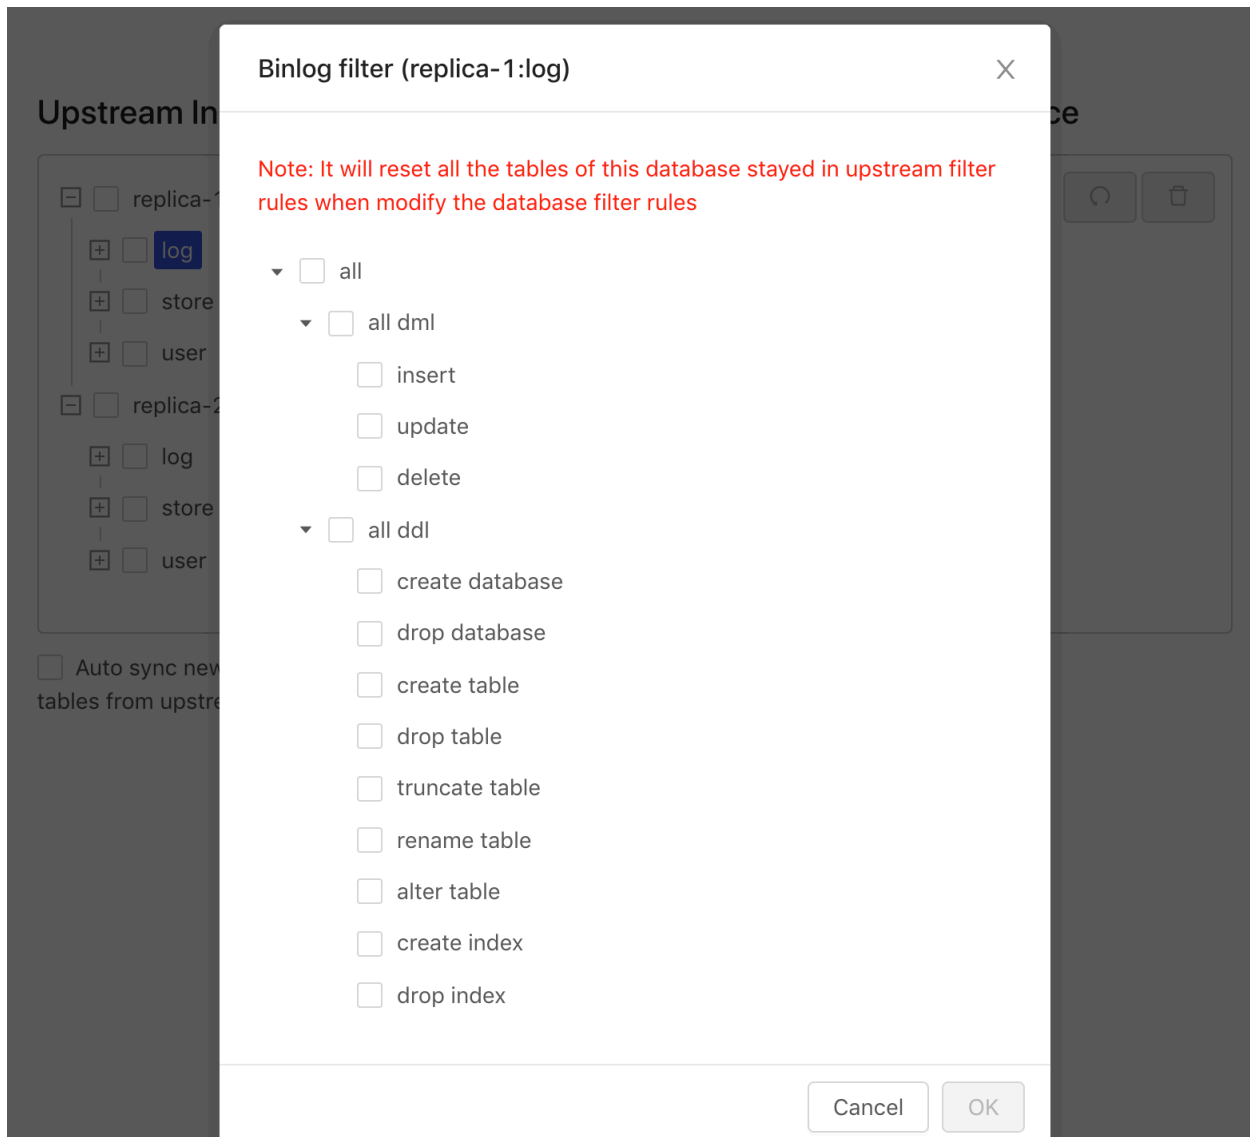 Binlog filter (replica-1:log)
Note: It will reset all the tables of this database stayed in upstream filter
rules when modify the database filter rules
all
all dml
insert
update
delete
all ddl
create database
drop database
create table
drop table
truncate table
rename table
alter table
create index
drop index
Cancel
OK
Upstream
replica-1
log
store
user
replica-2
log
store
user
Auto sync new
tables from